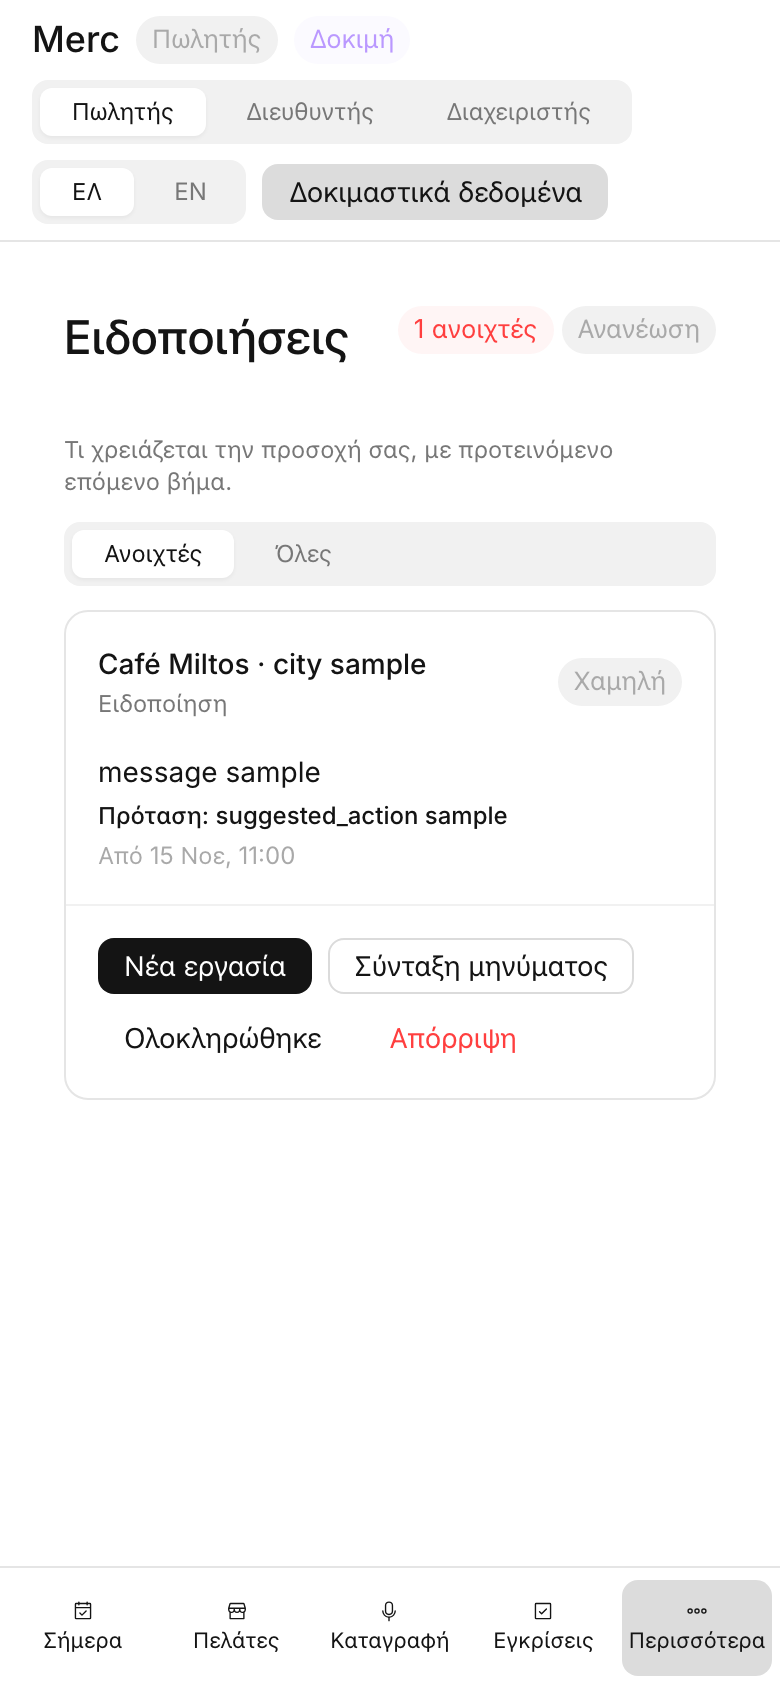 Merc Πωλητής Δοκιμή
Πωλητής Διευθυντής Διαχειριστής
ΕΛ EN Δοκιμαστικά δεδομένα
Ειδοποιήσεις 1 ανοιχτές Ανανέωση
Τι χρειάζεται την προσοχή σας, με προτεινόμενο
επόμενο βήμα.
Ανοιχτές Όλες
Café Miltos · city sample
Ειδοποίηση
Χαμηλή
message sample
Πρόταση: suggested_action sample
Από 15 Νοε, 11:00
Νέα εργασία Σύνταξη μηνύματος
Ολοκληρώθηκε Απόρριψη
Σήμερα Πελάτες Καταγραφή Εγκρίσεις Περισσότερα